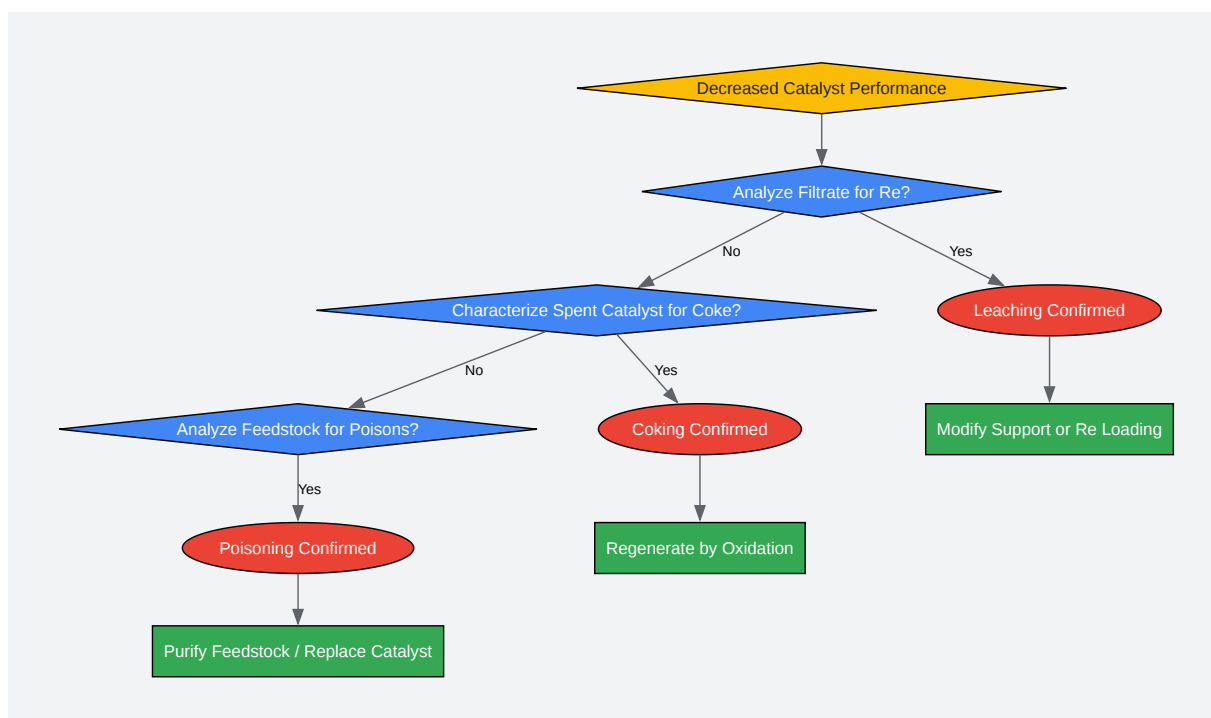 Decreased Catalyst Performance
Analyze Filtrate for Re?
No
Yes
Characterize Spent Catalyst for Coke?
Leaching Confirmed
No
Yes
Analyze Feedstock for Poisons?
Coking Confirmed
Modify Support or Re Loading
Yes
Poisoning Confirmed
Regenerate by Oxidation
Purify Feedstock / Replace Catalyst